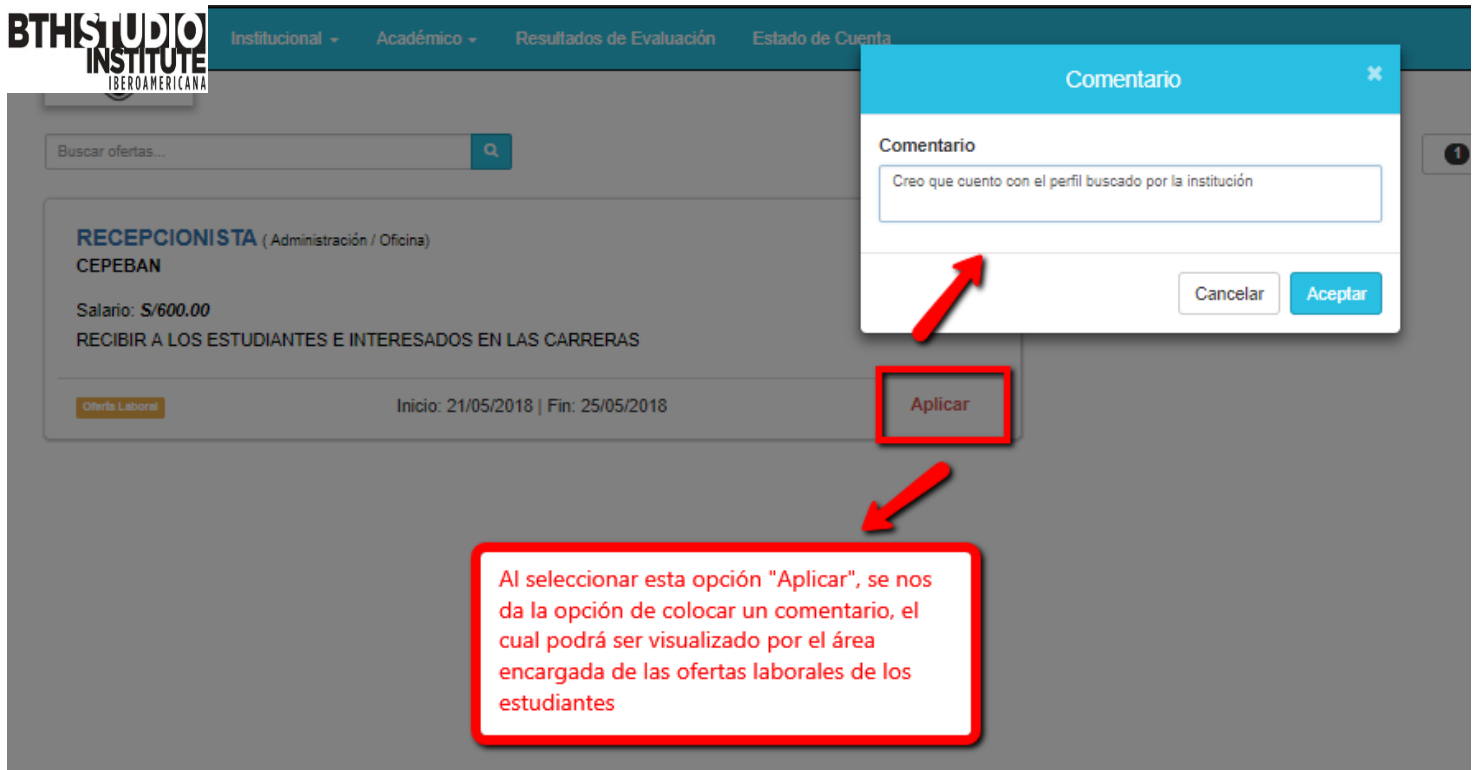 BTHSTUDIO
INSTITUTE
IBEROAMERICANA
Institucional
Académico
Resultados de Evaluación
Estado de Cuenta
Comentario
Comentario
Creo que cuento con el perfil buscado por la institución
Cancelar
Aceptar
Buscar ofertas...
1
RECEPCIONISTA ( Administración / Oficina)
CEPEBAN
Salario: S/600.00
RECIBIR A LOS ESTUDIANTES E INTERESADOS EN LAS CARRERAS
Oferta Laboral
Inicio: 21/05/2018 | Fin: 25/05/2018
Aplicar
Al seleccionar esta opción "Aplicar", se nos
da la opción de colocar un comentario, el
cual podrá ser visualizado por el área
encargada de las ofertas laborales de los
estudiantes